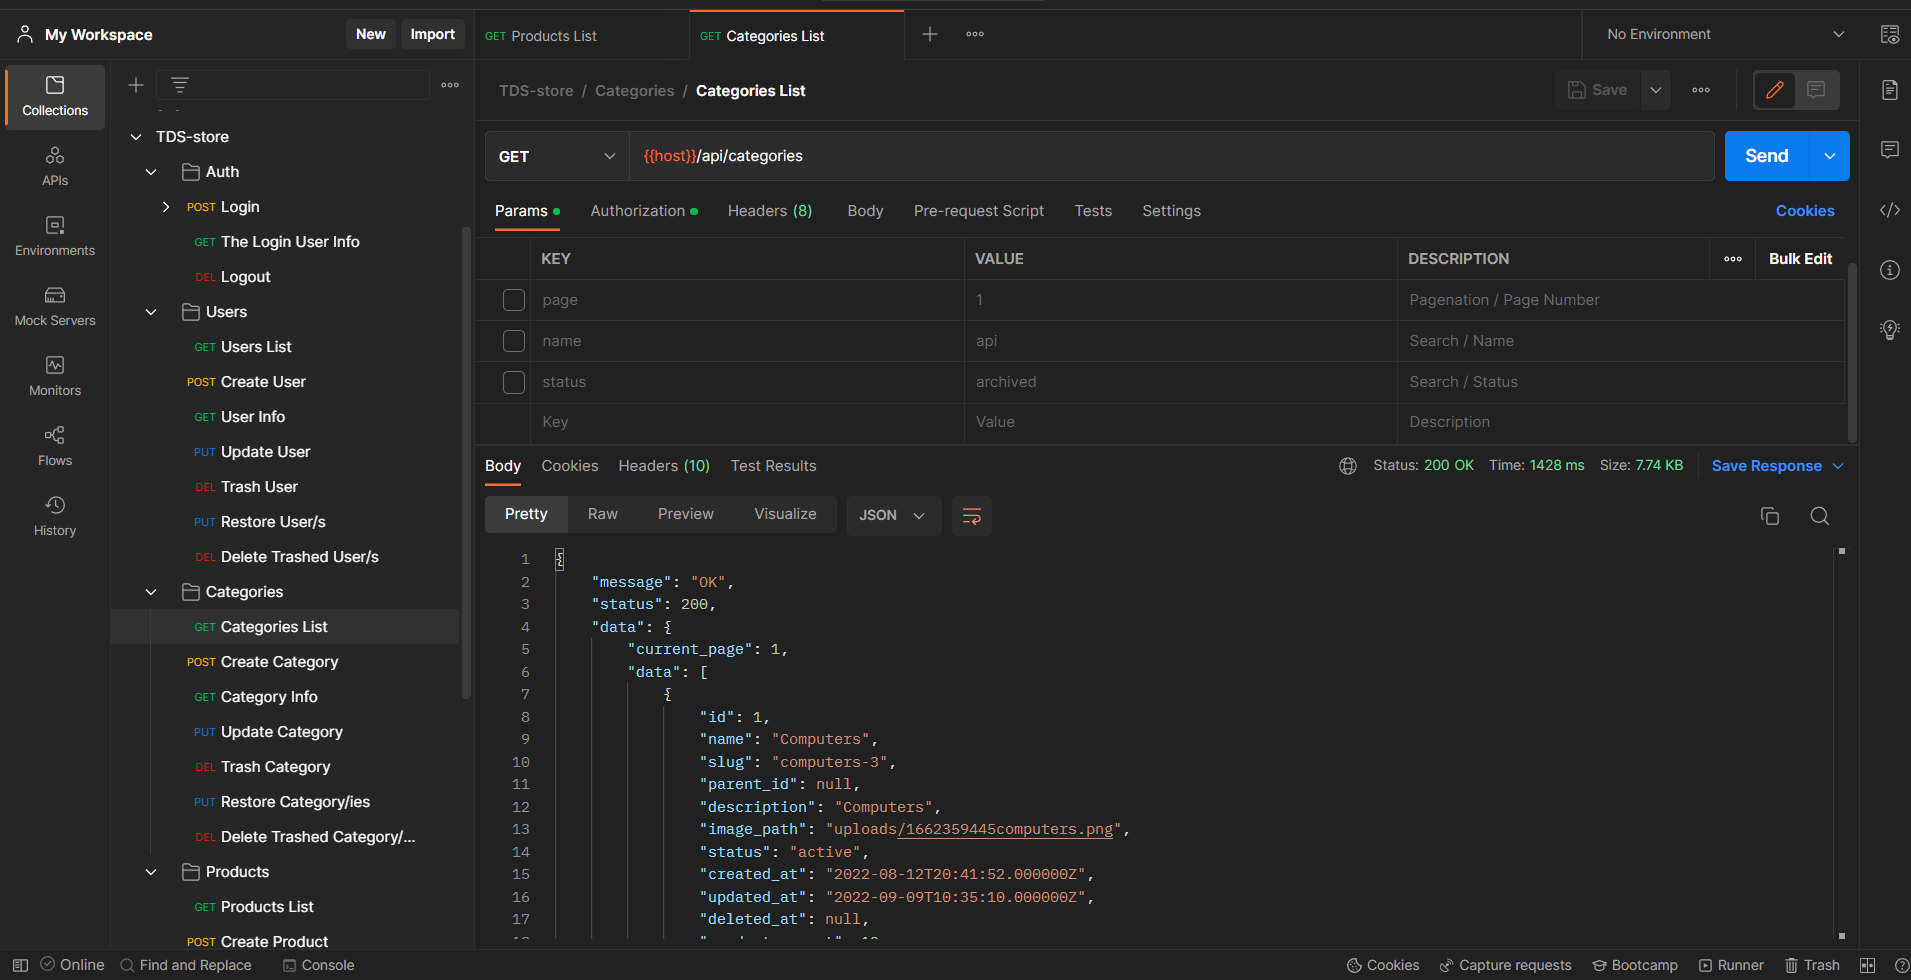 My Workspace
New
Import
GET Products List
GET Categories List
No Environment
Collections
APIs
Environments
Mock Servers
Monitors
Flows
History
TDS-store
Auth
POST Login
GET The Login User Info
DEL Logout
Users
GET Users List
POST Create User
GET User Info
PUT Update User
DEL Trash User
PUT Restore User/s
DEL Delete Trashed User/s
Categories
GET Categories List
POST Create Category
GET Category Info
PUT Update Category
DEL Trash Category
PUT Restore Category/ies
DEL Delete Trashed Category/...
Products
GET Products List
POST Create Product
TDS-store / Categories / Categories List
Save
GET
{{host}}/api/categories
Send
Params
Authorization
Headers (8)
Body
Pre-request Script
Tests
Settings
Cookies
KEY VALUE DESCRIPTION
Bulk Edit
page 1 Pagenation / Page Number
name api Search / Name
status archived Search / Status
Key Value Description
Body
Cookies
Headers (10)
Test Results
Status: 200 OK Time: 1428 ms Size: 7.74 KB
Save Response
Pretty
Raw
Preview
Visualize
JSON
1 {
2 "message": "OK",
3 "status": 200,
4 "data": {
5 "current_page": 1,
6 "data": [
7 {
8 "id": 1,
9 "name": "Computers",
10 "slug": "computers-3",
11 "parent_id": null,
12 "description": "Computers",
13 "image_path": "uploads/1662359445computers.png",
14 "status": "active",
15 "created_at": "2022-08-12T20:41:52.000000Z",
16 "updated_at": "2022-09-09T10:35:10.000000Z",
17 "deleted_at": null,
Online
Find and Replace
Console
Cookies
Capture requests
Bootcamp
Runner
Trash